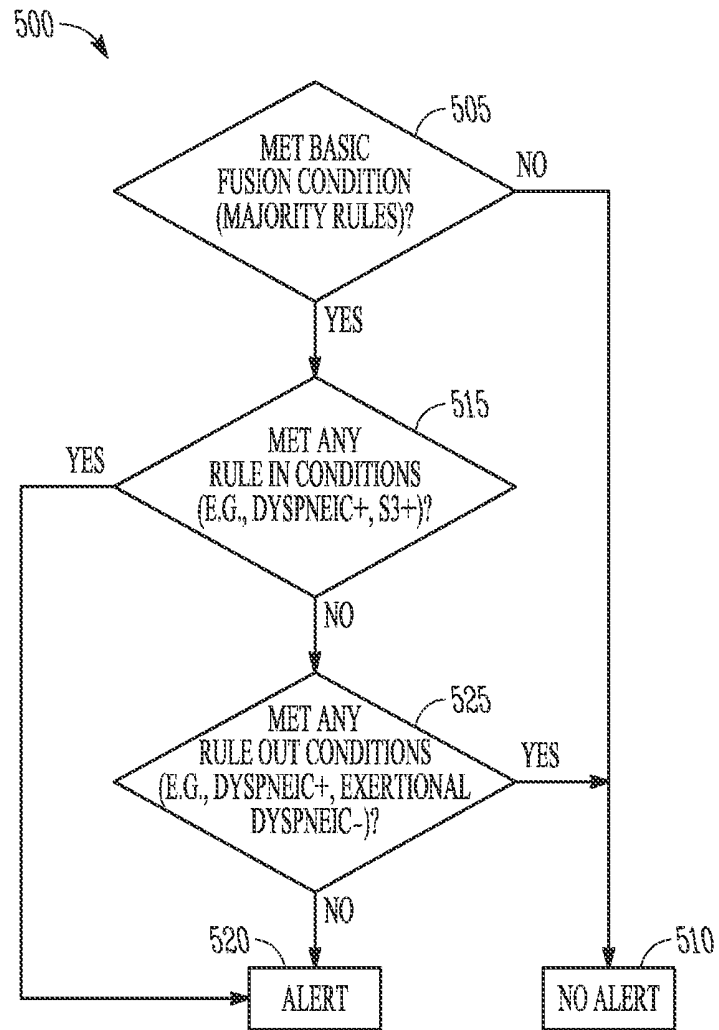 500
505
MET BASIC
FUSION CONDITION
(MAJORITY RULES)?
NO
YES
515
YES
MET ANY
RULE IN CONDITIONS
(E.G., DYSPNEIC+, S3+)?
NO
525
MET ANY
RULE OUT CONDITIONS
(E.G., DYSPNEIC+, EXERTIONAL
DYSPNEIC-)?
YES
NO
520
ALERT
510
NO ALERT